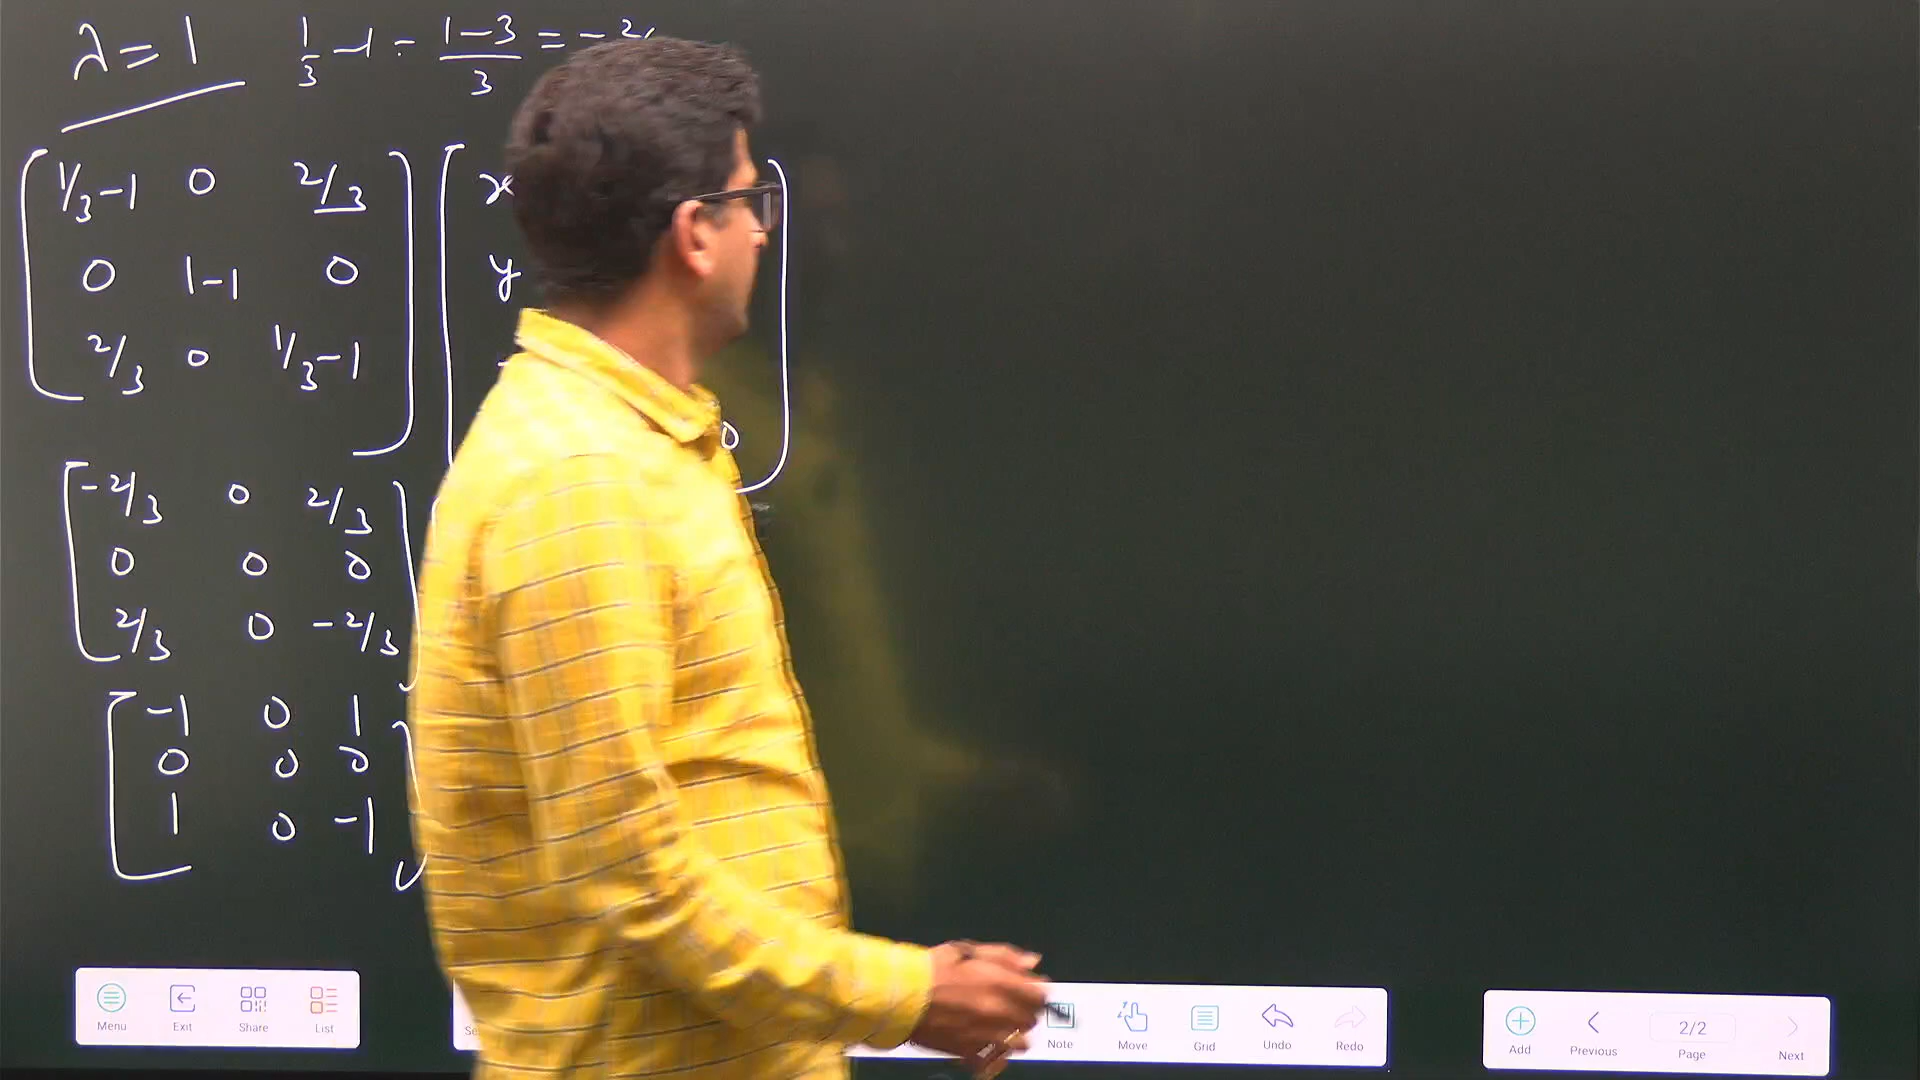 λ = 1   1/3 - 1 = (1-3)/3 = - 2/
1/3-1 0 2/3 x
0 1-1 0 y
2/3 0 1/3-1
0
-2/3 0 2/3
0 0 0
2/3 0 -2/3
-1 0 1
0 0 0
1 0 -1
Menu Exit Share List Note Move Grid Undo Redo Add Previous 2/2 Page Next